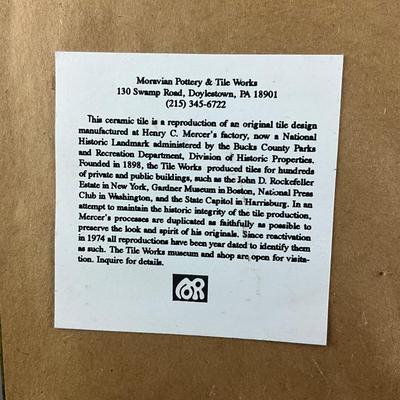 Moravian Pottery & Tile Works
130 Swamp Road, Doylestown, PA 18901
(215) 345-6722
This ceramic tile is a reproduction of an original tile design
manufactured at Henry C. Mercer's factory, now a National
Historic Landmark administered by the Bucks County Parks
and Recreation Department, Division of Historic Properties.
Founded in 1898, the Tile Works produced tiles for hundreds
of private and public buildings, such as the John D. Rockefeller
Estate in New York, Gardner Museum in Boston, National Press
Club in Washington, and the State Capitol in Harrisburg. In an
attempt to maintain the historic integrity of the tile production,
Mercer's processes are duplicated as faithfully as possible to
preserve the look and spirit of his originals. Since reactivation
in 1974 all reproductions have been year dated to identify them
as such. The Tile Works museum and shop are open for visita-
tion. Inquire for details.